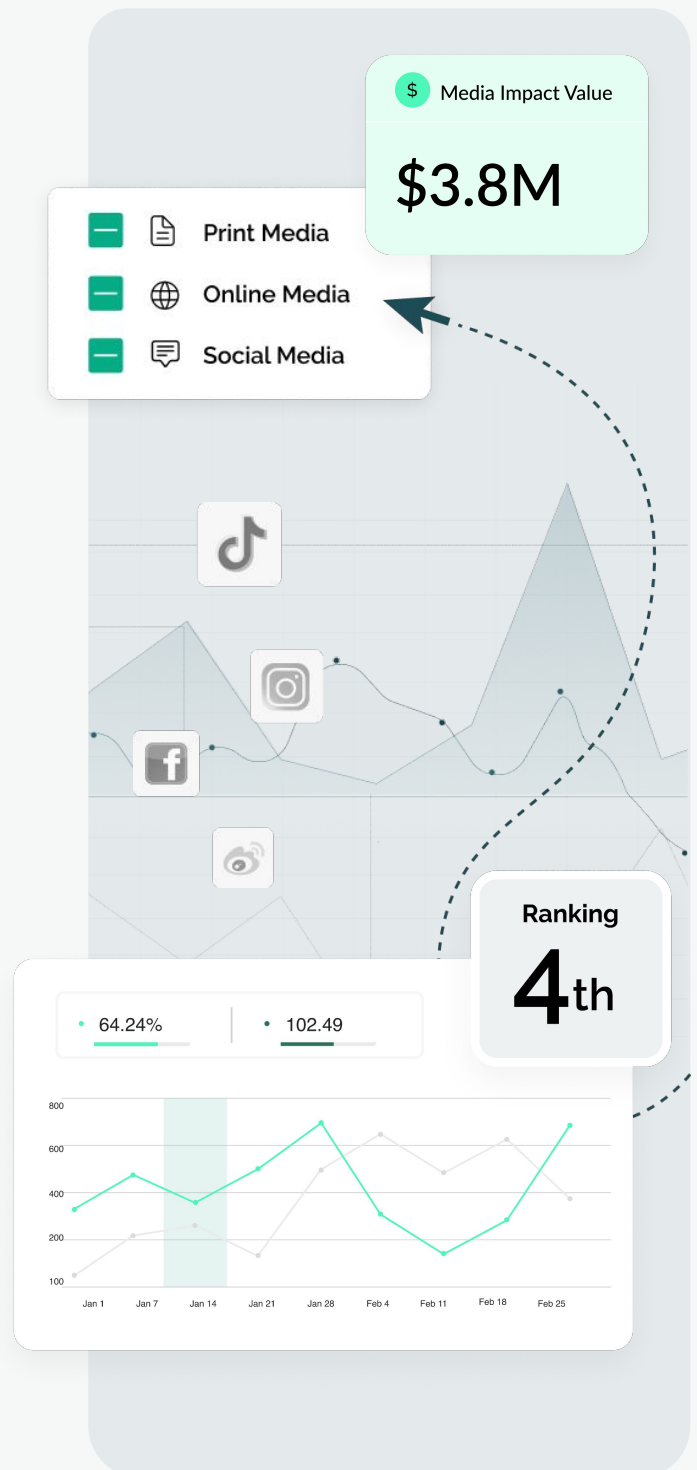 $ Media Impact Value
$3.8M
Print Media
Online Media
Social Media
Ranking
4th
64.24%
102.49
800
600
400
200
100
Jan 1 Jan 7 Jan 14 Jan 21 Jan 28 Feb 4 Feb 11 Feb 18 Feb 25